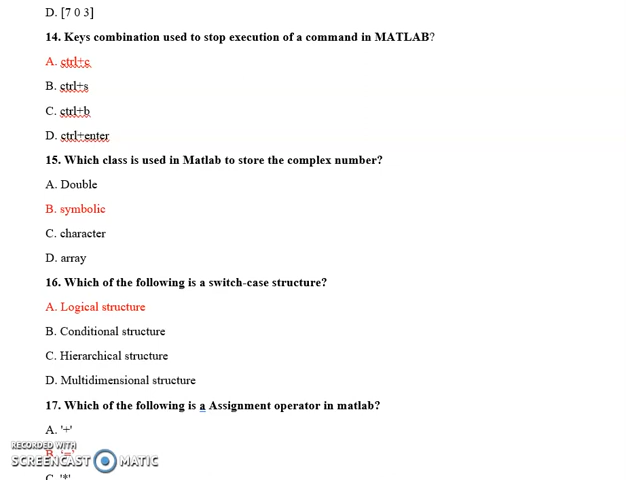 D. [7 0 3]
14. Keys combination used to stop execution of a command in MATLAB?
A. ctrl+c
B. ctrl+s
C. ctrl+b
D. ctrl+enter
15. Which class is used in Matlab to store the complex number?
A. Double
B. symbolic
C. character
D. array
16. Which of the following is a switch-case structure?
A. Logical structure
B. Conditional structure
C. Hierarchical structure
D. Multidimensional structure
17. Which of the following is a Assignment operator in matlab?
A. '+'
RECORDED WITH
B. '='
SCREENCAST MATIC
C. '*'